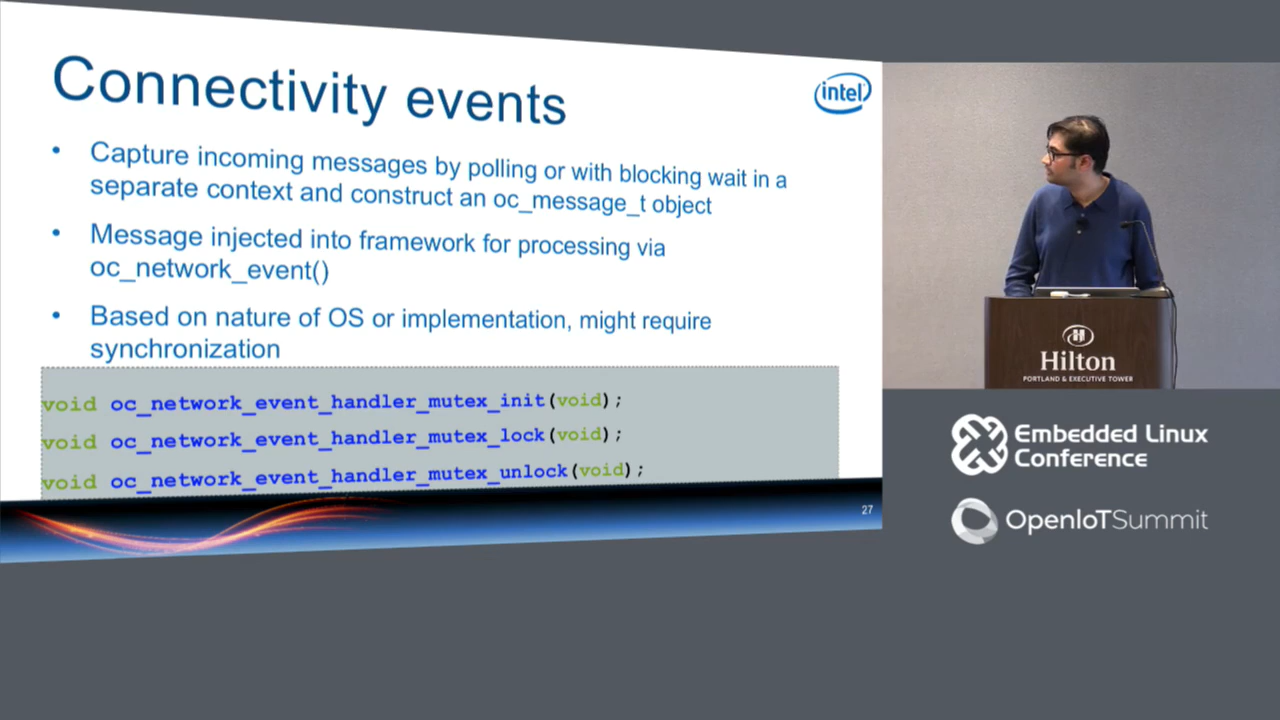 Connectivity events
intel
• Capture incoming messages by polling or with blocking wait in a
separate context and construct an oc_message_t object
• Message injected into framework for processing via
oc_network_event()
• Based on nature of OS or implementation, might require
synchronization
void oc_network_event_handler_mutex_init(void);
void oc_network_event_handler_mutex_lock(void);
void oc_network_event_handler_mutex_unlock(void);
27
Hilton
PORTLAND & EXECUTIVE TOWER
Embedded Linux
Conference
OpenIoTSummit